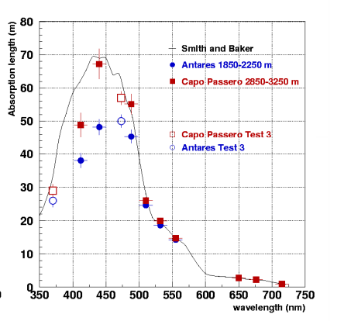 Absorption length (m)
80
70
60
50
40
30
20
10
0
Smith and Baker
Antares 1850-2250 m
Capo Passero 2850-3250 m
Capo Passero Test 3
Antares Test 3
0
350 400 450 500 550 600 650 700 750
wavelength (nm)